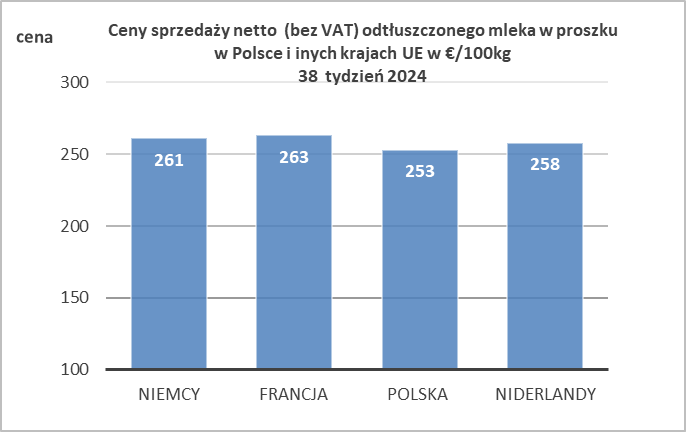 Ceny sprzedaży netto  (bez VAT) odtłuszczonego mleka w proszku
w Polsce i inych krajach UE w €/100kg
38  tydzień 2024
cena
300
250
200
150
100
261
263
253
258
NIEMCY
FRANCJA
POLSKA
NIDERLANDY